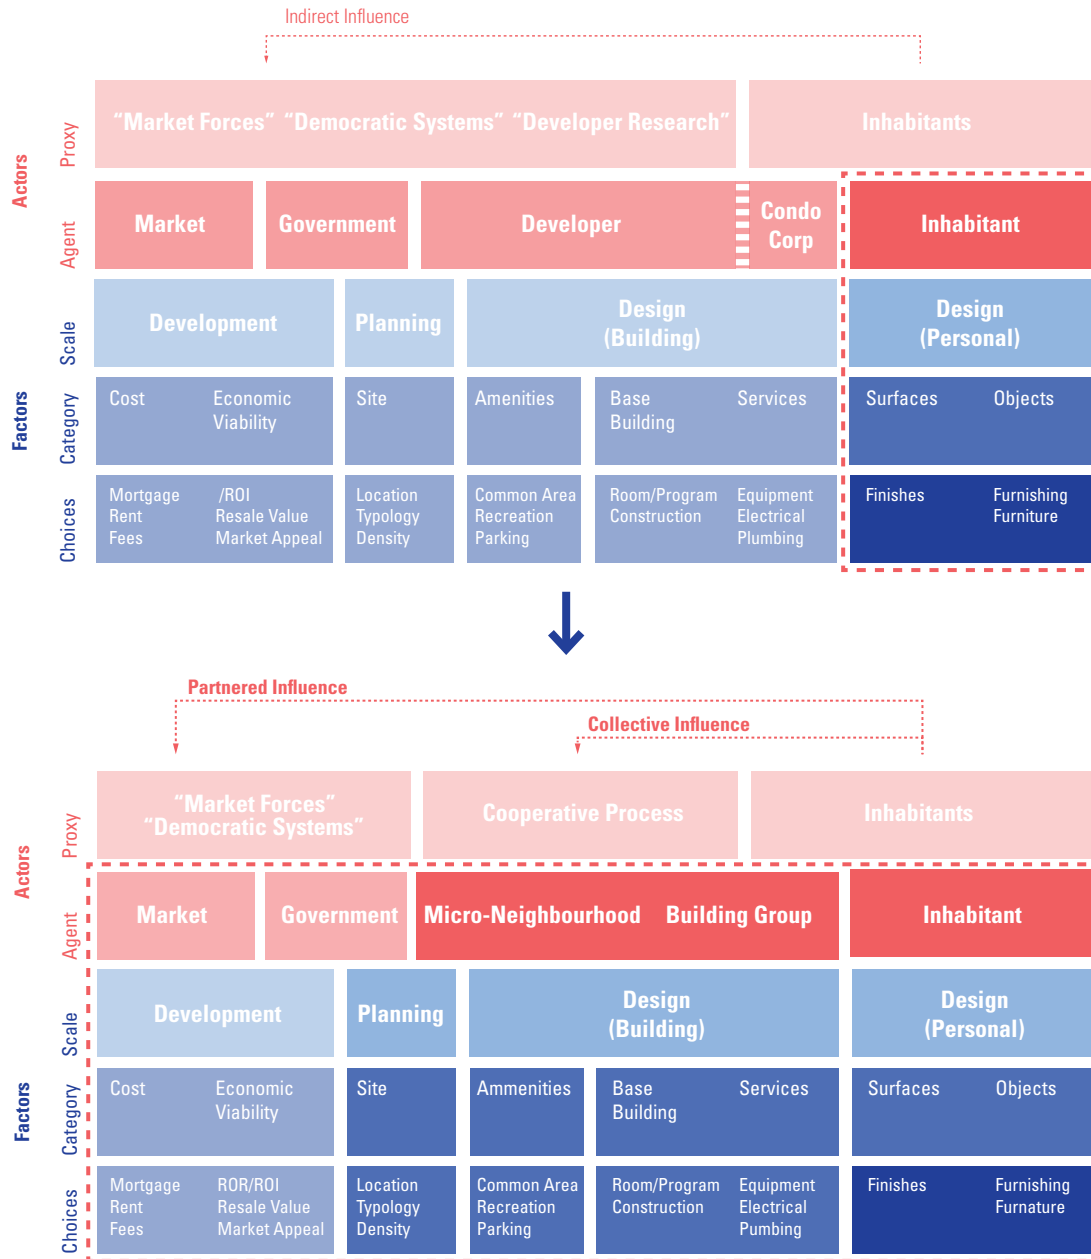 Indirect Influence
Actors
Proxy
“Market Forces” “Democratic Systems” “Developer Research”
Inhabitants
Agent
Market
Government
Developer
Condo
Corp
Inhabitant
Factors
Scale
Development
Planning
Design
(Building)
Design
(Personal)
Category
Cost
Economic
Viability
Site
Amenities
Base
Building
Services
Surfaces
Objects
Choices
Mortgage
Rent
Fees
/ROI
Resale Value
Market Appeal
Location
Typology
Density
Common Area
Recreation
Parking
Room/Program
Construction
Equipment
Electrical
Plumbing
Finishes
Furnishing
Furniture
Partnered Influence
Collective Influence
Actors
Proxy
“Market Forces”
“Democratic Systems”
Cooperative Process
Inhabitants
Agent
Market
Government
Micro-Neighbourhood
Building Group
Inhabitant
Factors
Scale
Development
Planning
Design
(Building)
Design
(Personal)
Category
Cost
Economic
Viability
Site
Ammenities
Base
Building
Services
Surfaces
Objects
Choices
Mortgage
Rent
Fees
ROR/ROI
Resale Value
Market Appeal
Location
Typology
Density
Common Area
Recreation
Parking
Room/Program
Construction
Equipment
Electrical
Pumbing
Finishes
Furnishing
Furnature